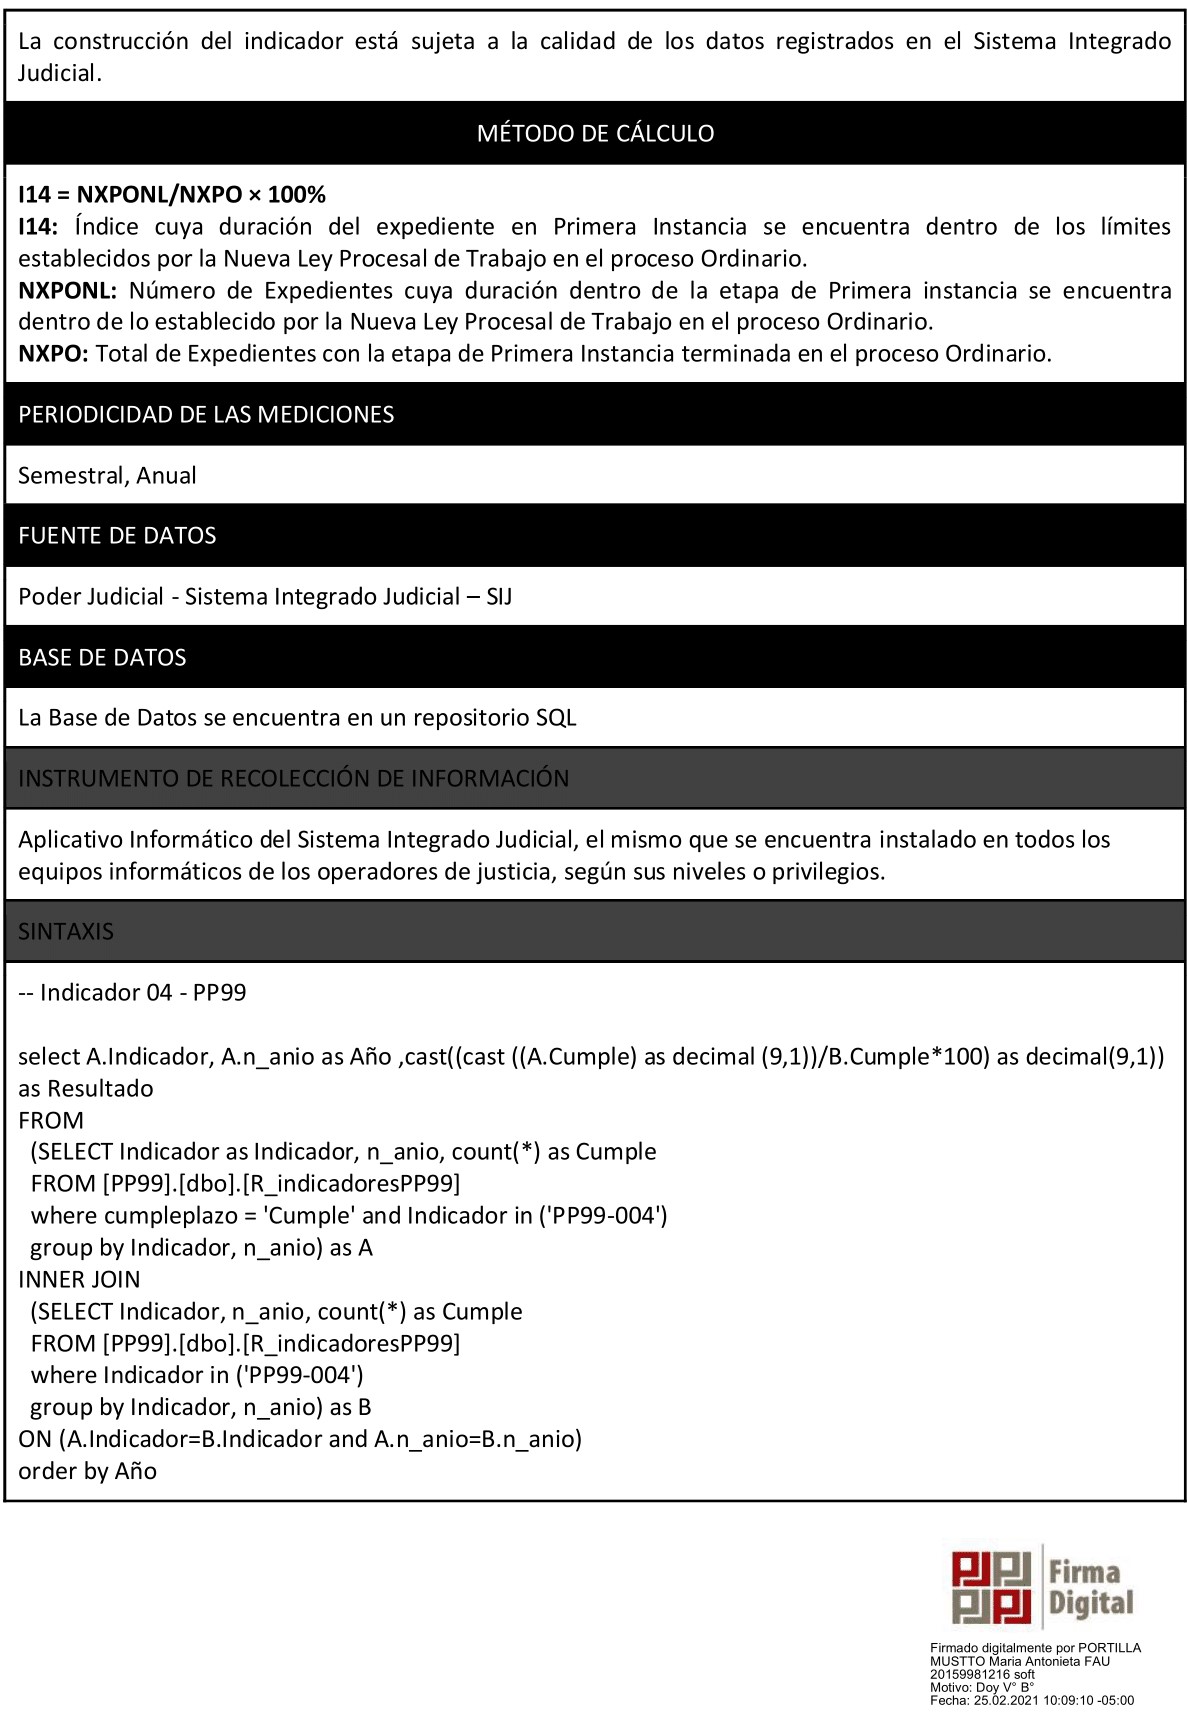 La construcción del indicador está sujeta a la calidad de los datos registrados en el Sistema Integrado
Judicial.
MÉTODO DE CÁLCULO
I14 = NXPONL/NXPO × 100%
I14: Índice cuya duración del expediente en Primera Instancia se encuentra dentro de los límites
establecidos por la Nueva Ley Procesal de Trabajo en el proceso Ordinario.
NXPONL: Número de Expedientes cuya duración dentro de la etapa de Primera instancia se encuentra
dentro de lo establecido por la Nueva Ley Procesal de Trabajo en el proceso Ordinario.
NXPO: Total de Expedientes con la etapa de Primera Instancia terminada en el proceso Ordinario.
PERIODICIDAD DE LAS MEDICIONES
Semestral, Anual
FUENTE DE DATOS
Poder Judicial - Sistema Integrado Judicial – SIJ
BASE DE DATOS
La Base de Datos se encuentra en un repositorio SQL
INSTRUMENTO DE RECOLECCIÓN DE INFORMACIÓN
Aplicativo Informático del Sistema Integrado Judicial, el mismo que se encuentra instalado en todos los
equipos informáticos de los operadores de justicia, según sus niveles o privilegios.
SINTAXIS
-- Indicador 04 - PP99
select A.Indicador, A.n_anio as Año ,cast((cast ((A.Cumple) as decimal (9,1))/B.Cumple*100) as decimal(9,1))
as Resultado
FROM
(SELECT Indicador as Indicador, n_anio, count(*) as Cumple
FROM [PP99].[dbo].[R_indicadoresPP99]
where cumpleplazo = 'Cumple' and Indicador in ('PP99-004')
group by Indicador, n_anio) as A
INNER JOIN
(SELECT Indicador, n_anio, count(*) as Cumple
FROM [PP99].[dbo].[R_indicadoresPP99]
where Indicador in ('PP99-004')
group by Indicador, n_anio) as B
ON (A.Indicador=B.Indicador and A.n_anio=B.n_anio)
order by Año
Firma
Digital
Firmado digitalmente por PORTILLA
MUSTTO Maria Antonieta FAU
20159981216 soft
Motivo: Doy V° B°
Fecha: 25.02.2021 10:09:10 -05:00